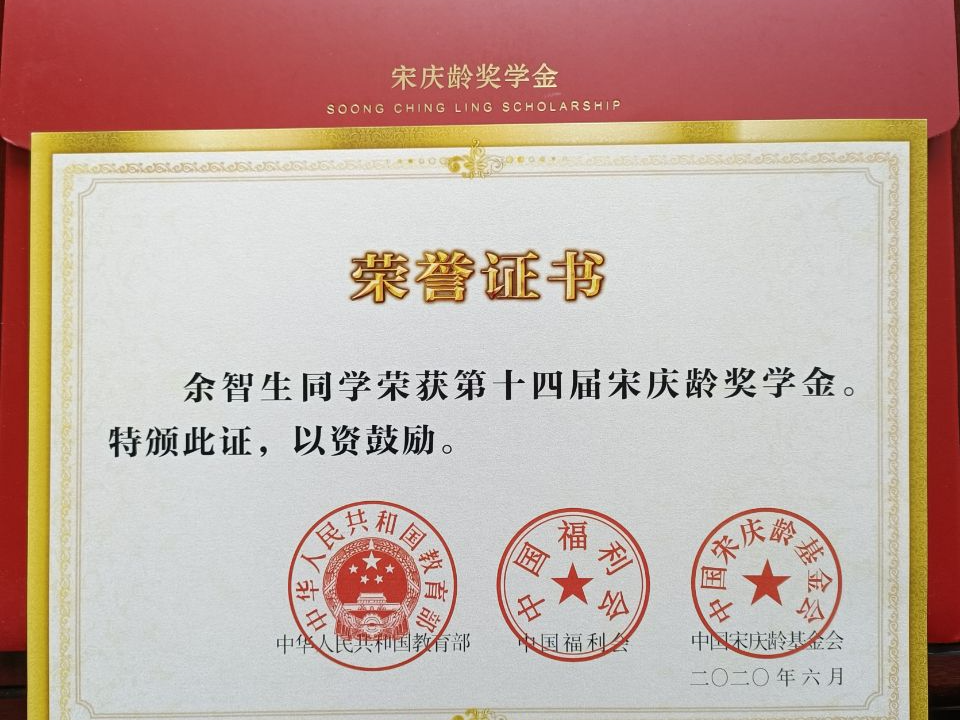 宋庆龄奖学金
SOONG CHING LING SCHOLARSHIP
荣誉证书
余智生同学荣获第十四届宋庆龄奖学金。
特颁此证，以资鼓励。
中华人民共和国教育部
中国福利会
中国宋庆龄基金会
中华人民共和国教育部 中国福利会 中国宋庆龄基金会
二〇二〇年六月